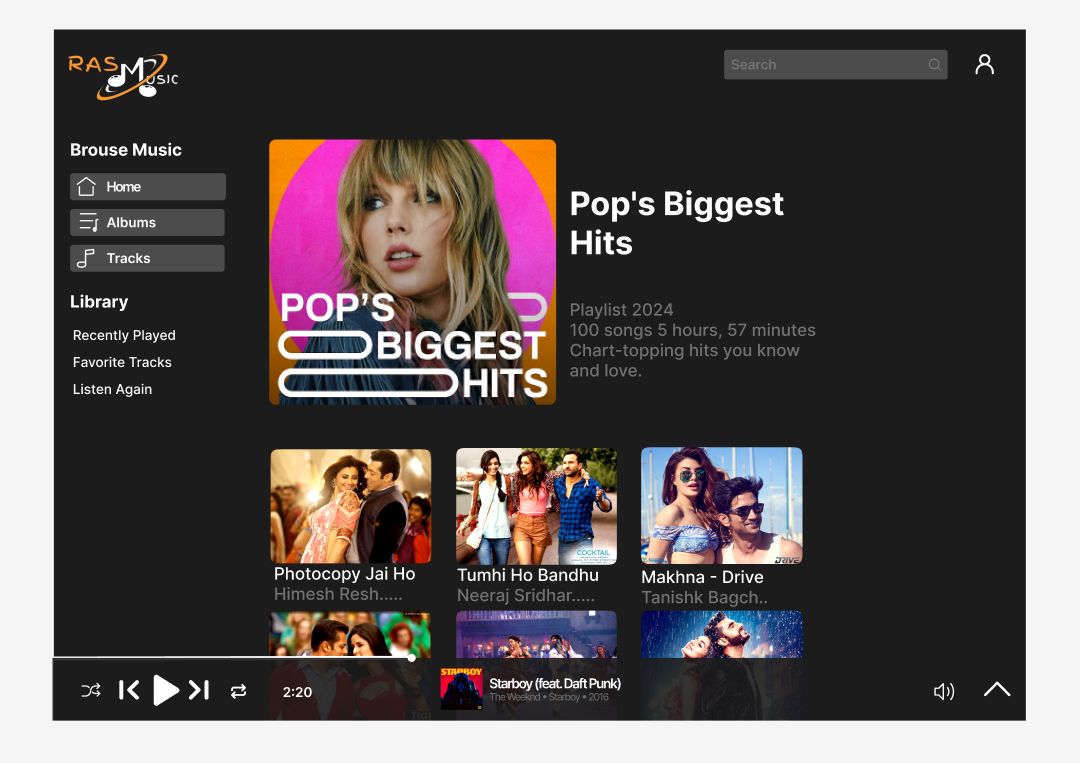 RASMUSIC
Search
Brouse Music
Home
Albums
Tracks
Library
Recently Played
Favorite Tracks
Listen Again
POP'S
BIGGEST
HITS
Pop's Biggest
Hits
Playlist 2024
100 songs 5 hours, 57 minutes
Chart-topping hits you know
and love.
COCKTAIL
DRIVE
Photocopy Jai Ho
Himesh Resh.....
Tumhi Ho Bandhu
Neeraj Sridhar.....
Makhna - Drive
Tanishk Bagch..
2:20
STARBOY
Starboy (feat. Daft Punk)
The Weeknd • Starboy • 2016